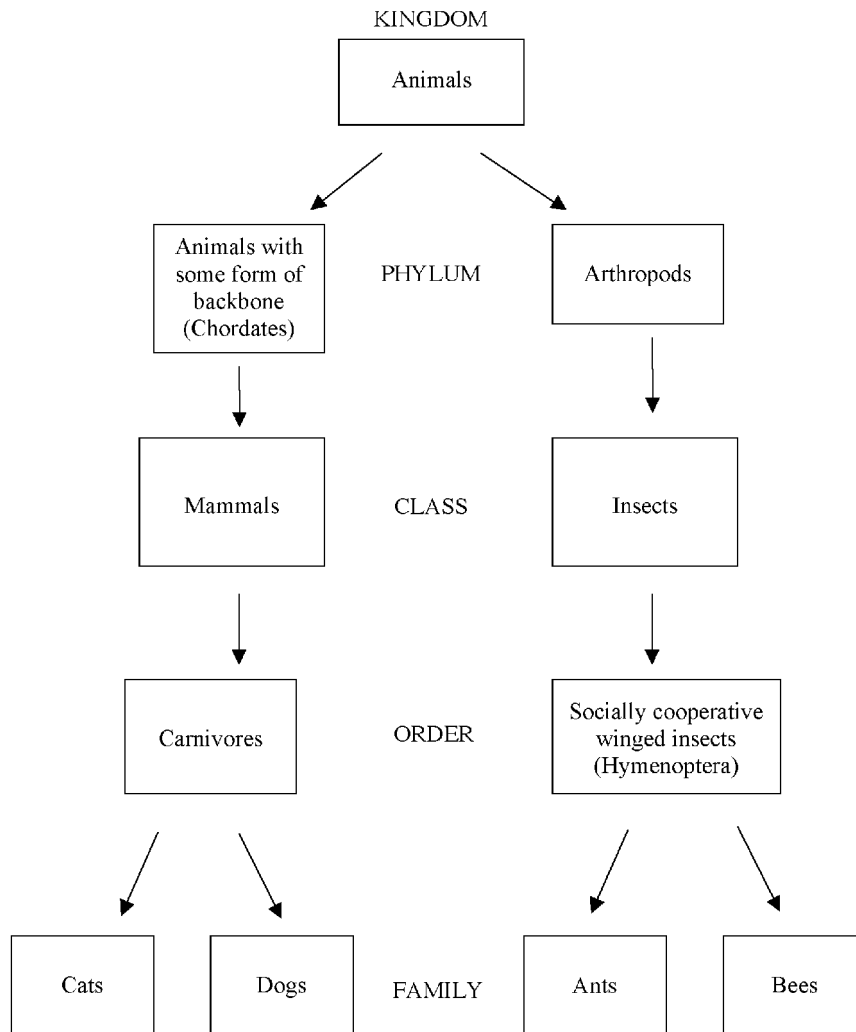 KINGDOM
Animals
Animals with
some form of
backbone
(Chordates)
PHYLUM
Arthropods
Mammals
CLASS
Insects
Carnivores
ORDER
Socially cooperative
winged insects
(Hymenoptera)
Cats
Dogs
FAMILY
Ants
Bees